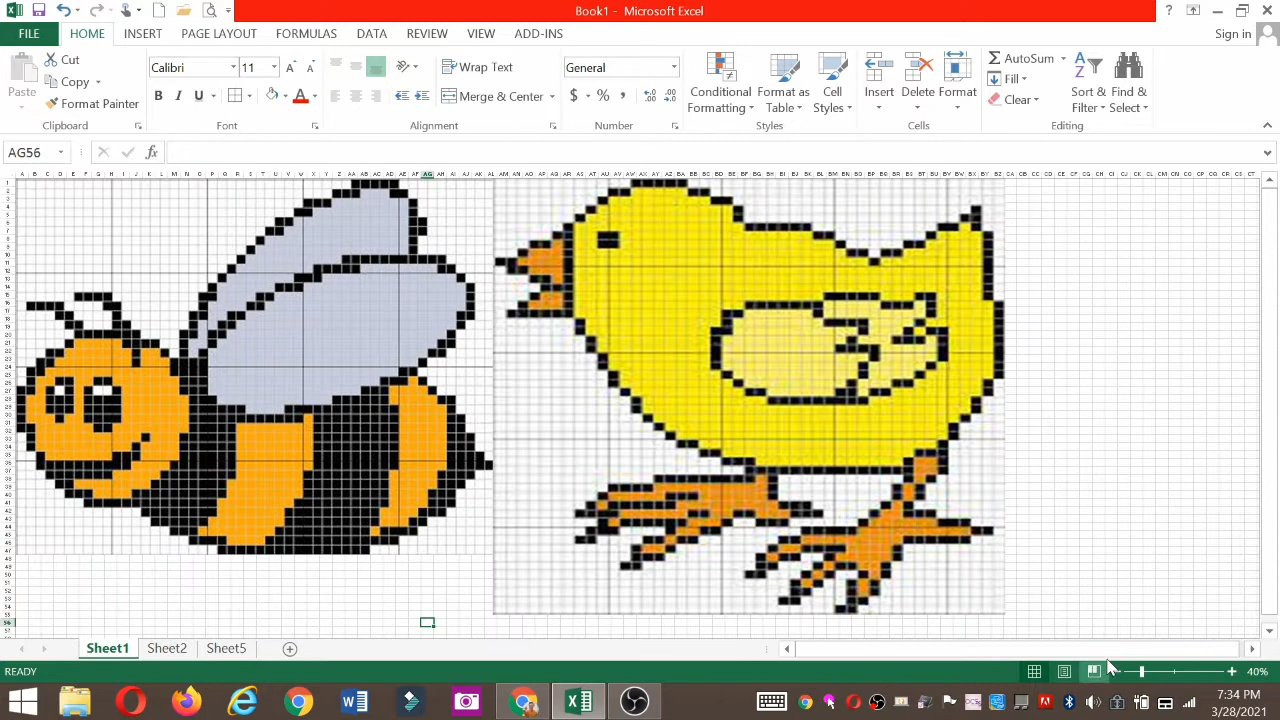 Book1 - Microsoft Excel
FILE HOME INSERT PAGE LAYOUT FORMULAS DATA REVIEW VIEW ADD-INS Sign in
Cut
Copy
Format Painter
Paste
Clipboard
Calibri 11
B I U
Font
Wrap Text
Merge & Center
Alignment
General
$ %
Number
Conditional Formatting
Format as Table
Cell Styles
Styles
Insert Delete Format
Cells
AutoSum
Fill
Clear
Sort & Filter
Find & Select
Editing
AG56
Sheet1 Sheet2 Sheet5
READY 40%
7:34 PM
3/28/2021